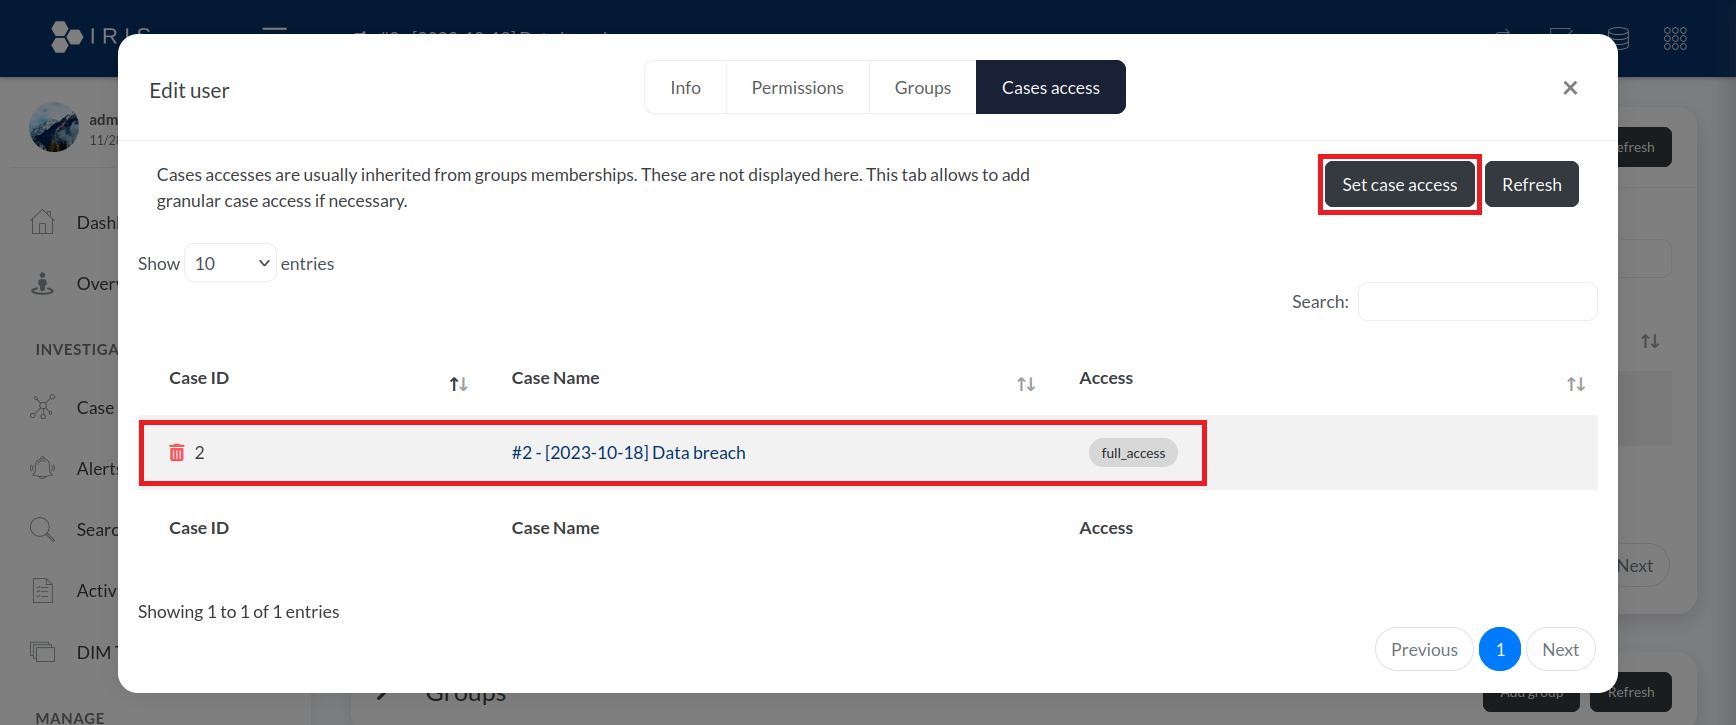 IRIS
Edit user
Info
Permissions
Groups
Cases access
×
adm
11/28
Cases accesses are usually inherited from groups memberships. These are not displayed here. This tab allows to add
granular case access if necessary.
Set case access
Refresh
efresh
Dash
Show 10 entries
Over
Search:
INVESTIGA
Case ID
Case Name
Access
Case
2
#2 - [2023-10-18] Data breach
full_access
Alerts
Case ID
Case Name
Access
Searc
Next
Activ
Showing 1 to 1 of 1 entries
Previous
1
Next
DIM T
Groups
Add group
Refresh
MANAGE